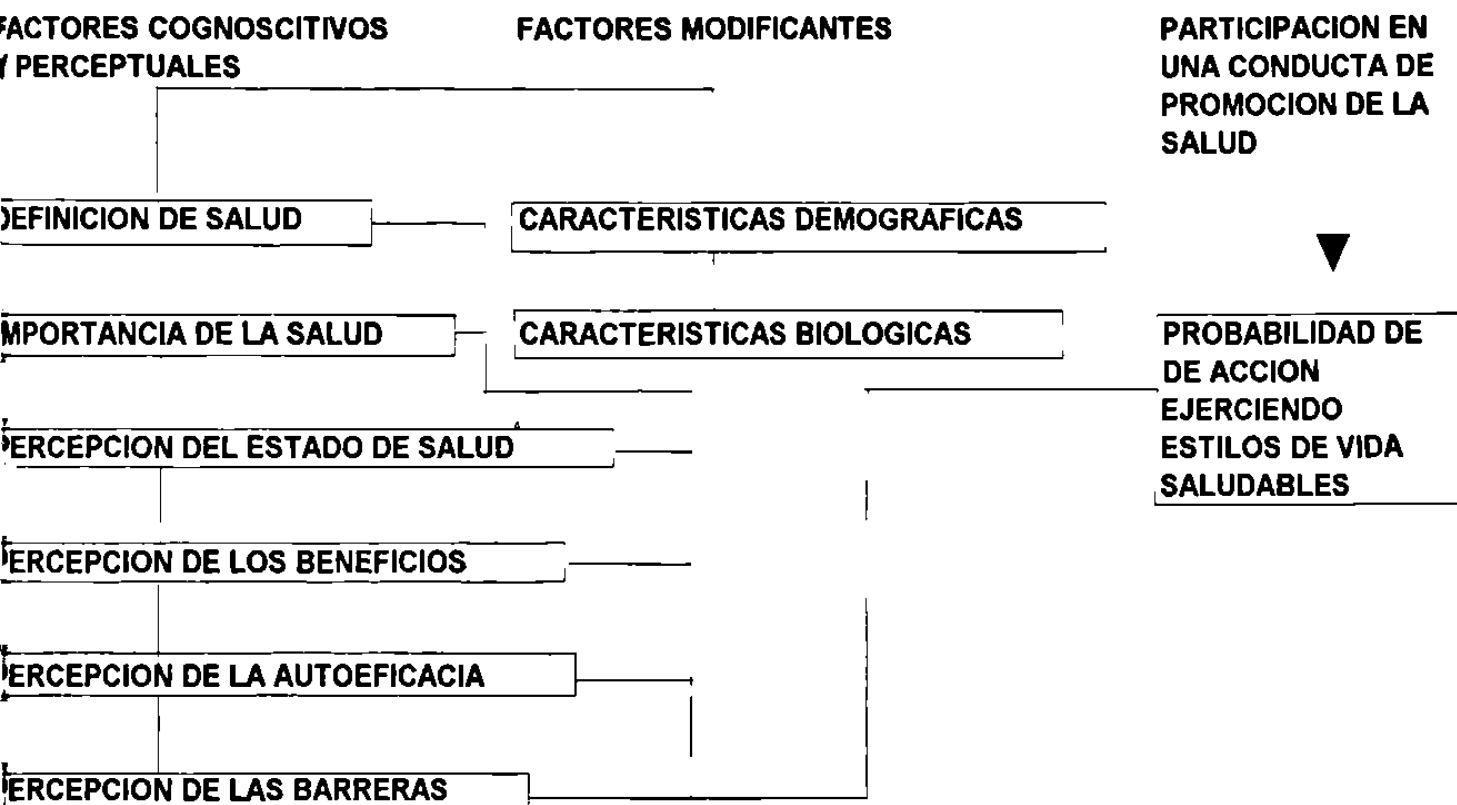 FACTORES COGNOSCITIVOS
Y PERCEPTUALES
FACTORES MODIFICANTES
PARTICIPACION EN
UNA CONDUCTA DE
PROMOCION DE LA
SALUD
DEFINICION DE SALUD
CARACTERISTICAS DEMOGRAFICAS
IMPORTANCIA DE LA SALUD
CARACTERISTICAS BIOLOGICAS
PROBABILIDAD DE
DE ACCION
EJERCIENDO
ESTILOS DE VIDA
SALUDABLES
PERCEPCION DEL ESTADO DE SALUD
PERCEPCION DE LOS BENEFICIOS
PERCEPCION DE LA AUTOEFICACIA
PERCEPCION DE LAS BARRERAS